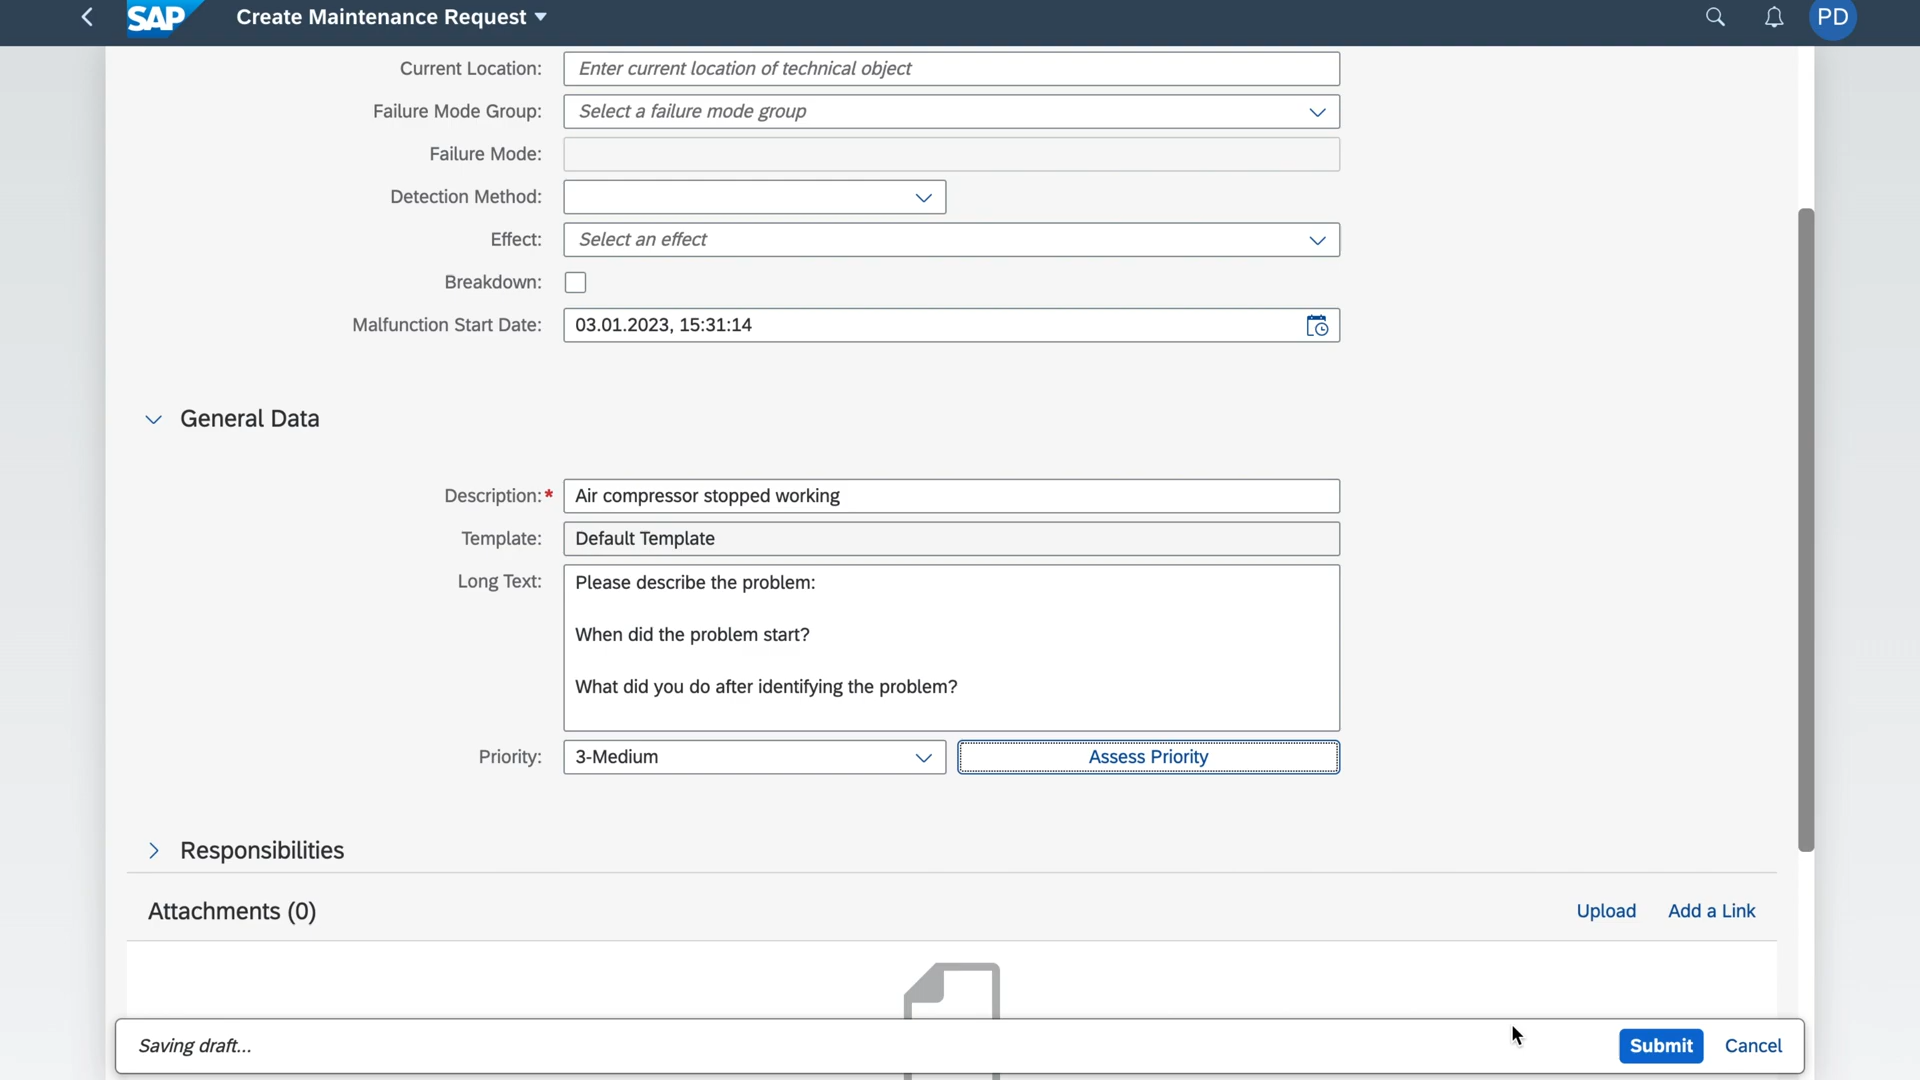 SAP Create Maintenance Request PD
Current Location: Enter current location of technical object
Failure Mode Group: Select a failure mode group
Failure Mode:
Detection Method:
Effect: Select an effect
Breakdown:
Malfunction Start Date: 03.01.2023, 15:31:14
General Data
Description:* Air compressor stopped working
Template: Default Template
Long Text: Please describe the problem:
When did the problem start?
What did you do after identifying the problem?
Priority: 3-Medium Assess Priority
Responsibilities
Attachments (0) Upload Add a Link
Saving draft... Submit Cancel